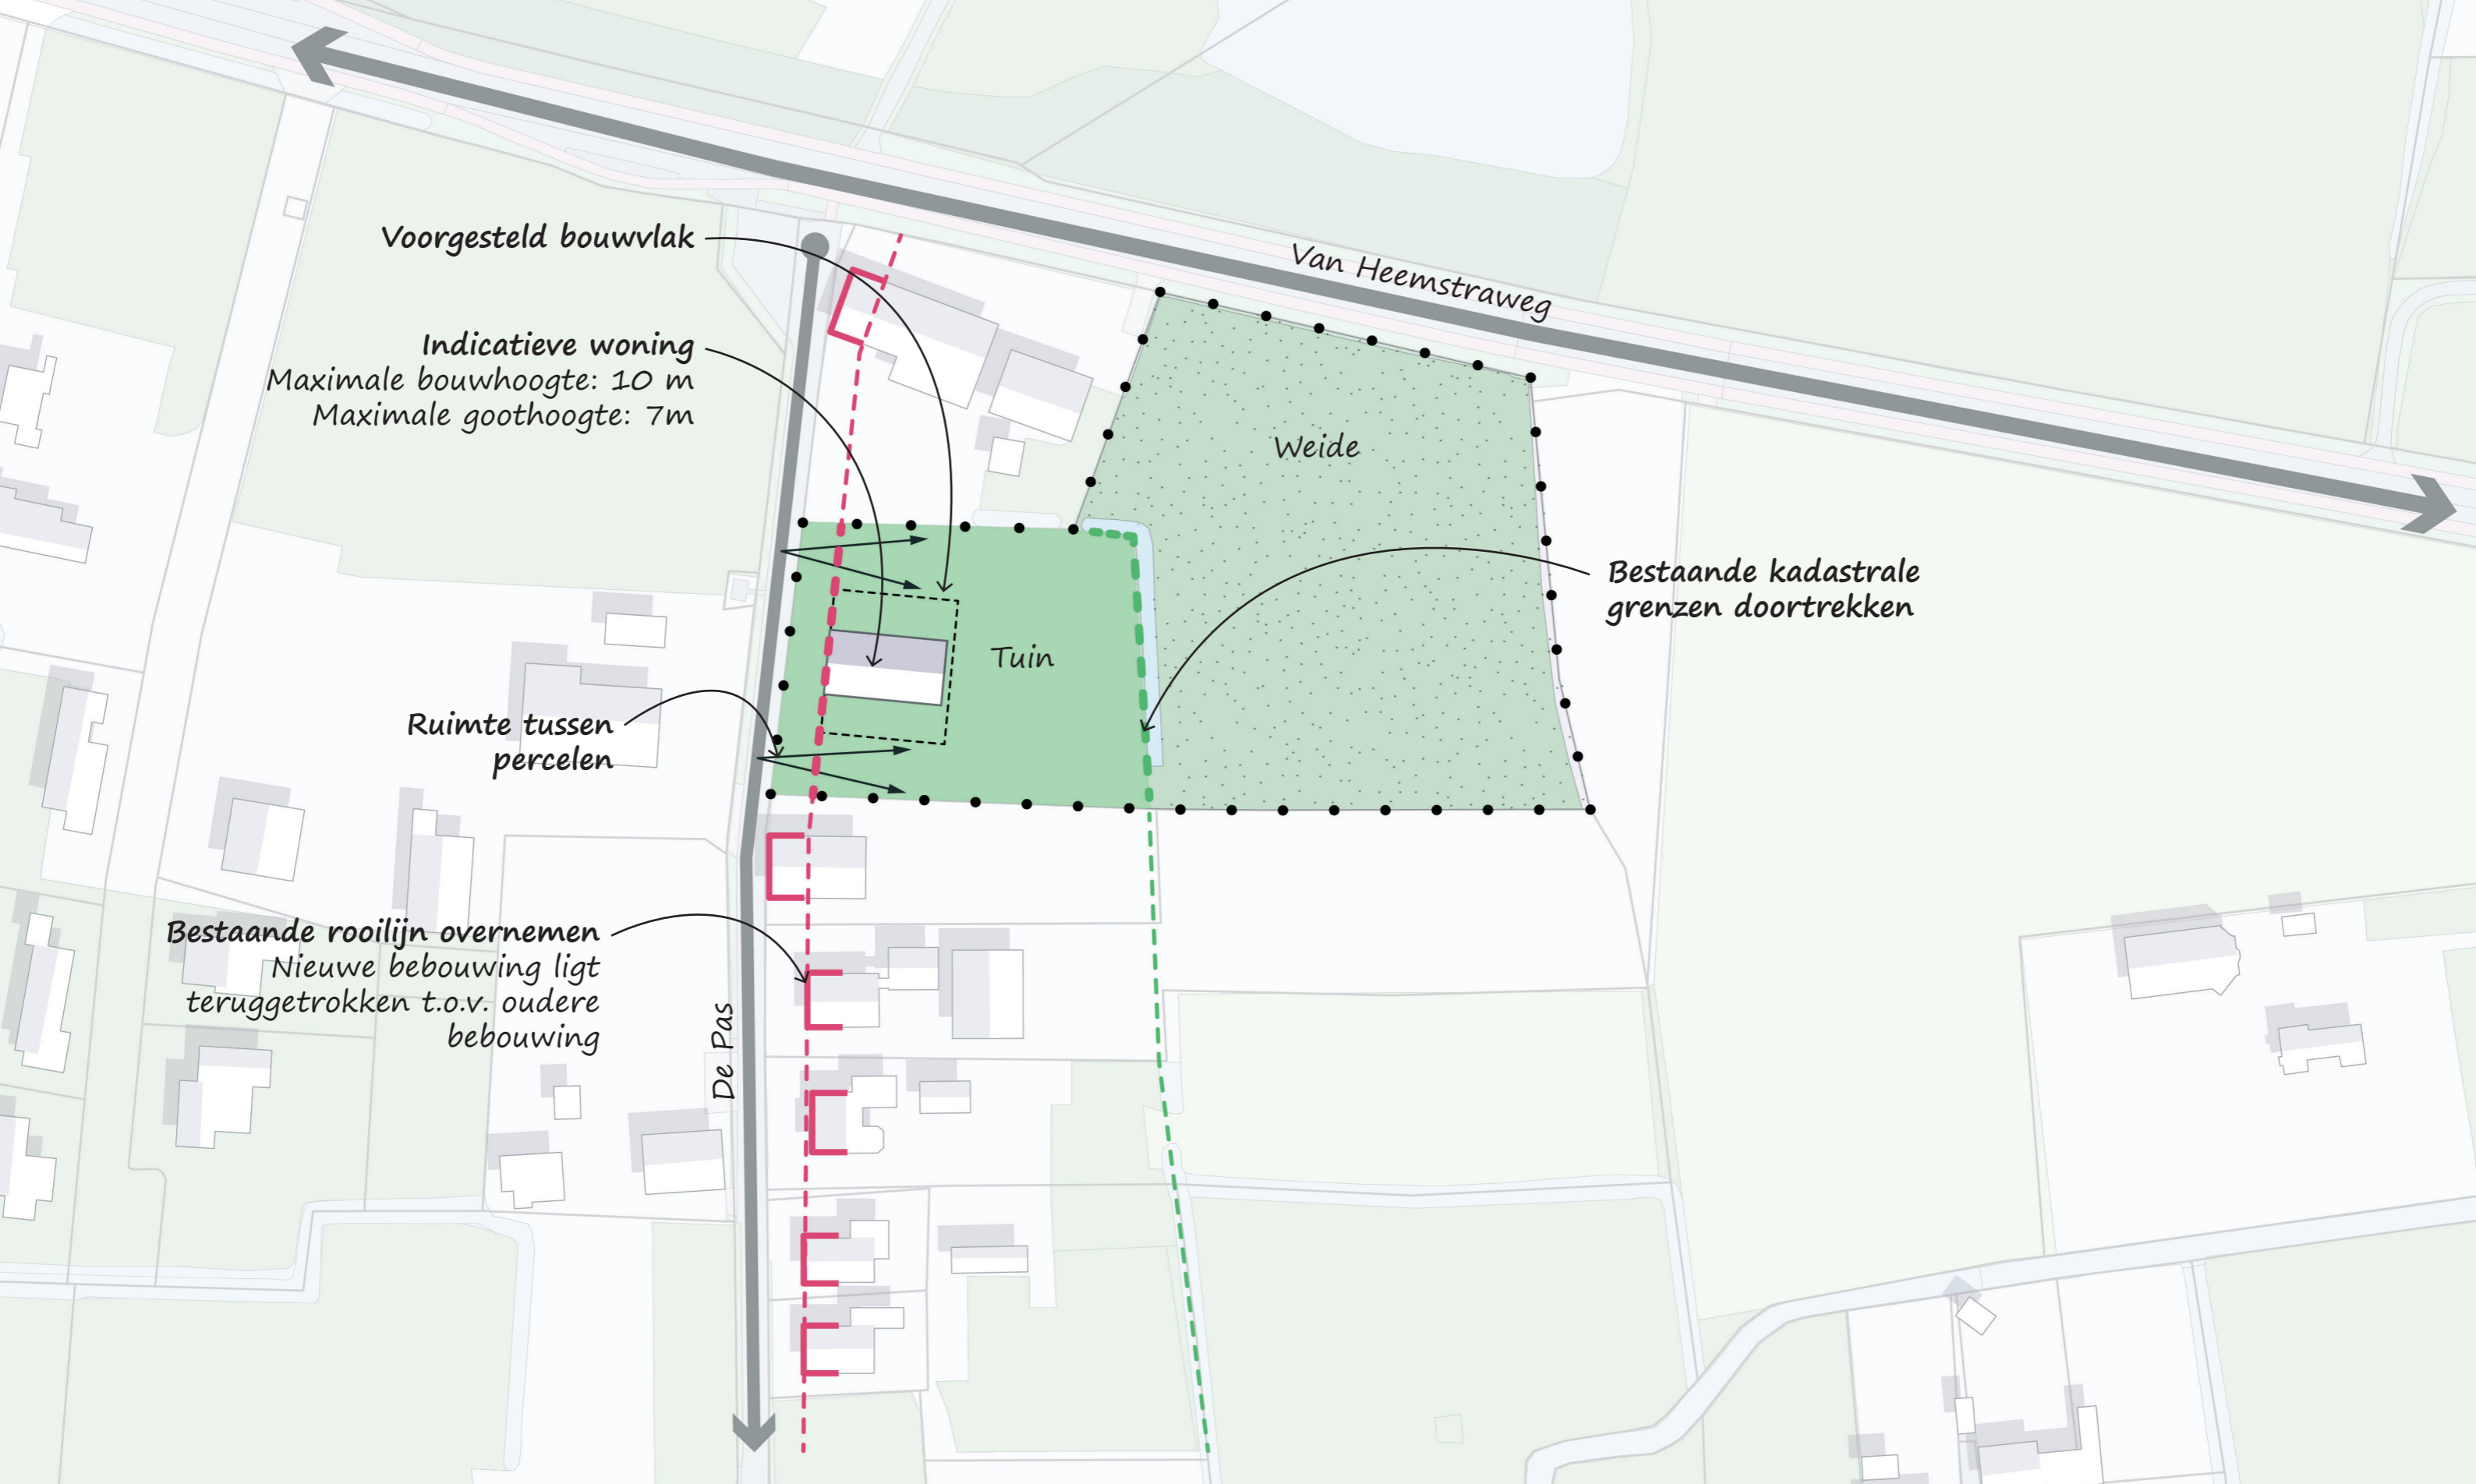 Voorgesteld bouwvlak
Van Heemstraweg
Indicatieve woning
Maximale bouwhoogte: 10 m
Maximale goothoogte: 7m
Weide
Bestaande kadastrale
grenzen doortrekken
Tuin
Ruimte tussen
percelen
Bestaande rooilijn overnemen
Nieuwe bebouwing ligt
teruggetrokken t.o.v. oudere
bebouwing
De Pas